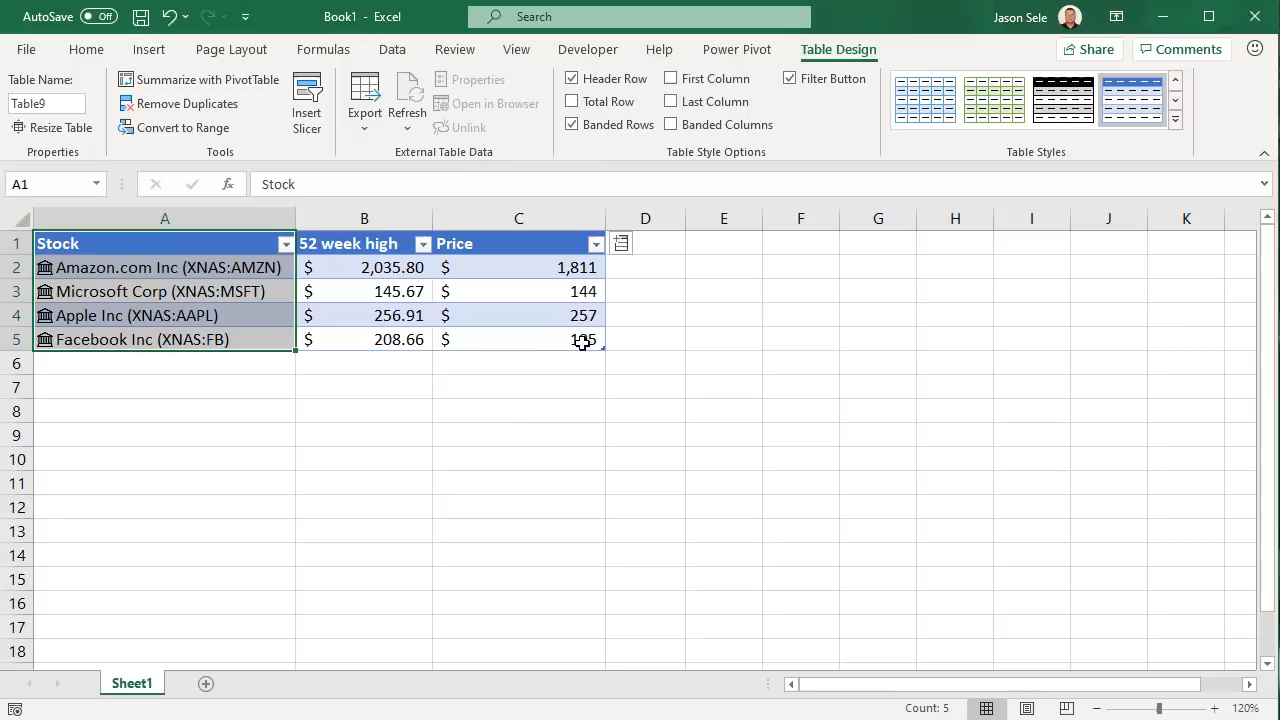 AutoSave Off Book1 - Excel Search Jason Sele
File Home Insert Page Layout Formulas Data Review View Developer Help Power Pivot Table Design Share Comments
Table Name:
Table9
Resize Table
Properties
Summarize with PivotTable
Remove Duplicates
Convert to Range
Insert
Slicer
Tools
Export
Refresh
Properties
Open in Browser
Unlink
External Table Data
Header Row First Column Filter Button
Total Row Last Column
Banded Rows Banded Columns
Table Style Options
Table Styles
A1 fx Stock
A B C D E F G H I J K
1 Stock 52 week high Price
2 Amazon.com Inc (XNAS:AMZN) $ 2,035.80 $ 1,811
3 Microsoft Corp (XNAS:MSFT) $ 145.67 $ 144
4 Apple Inc (XNAS:AAPL) $ 256.91 $ 257
5 Facebook Inc (XNAS:FB) $ 208.66 $
6
7
8
9
10
11
12
13
14
15
16
17
18
Sheet1
Count: 5 120%